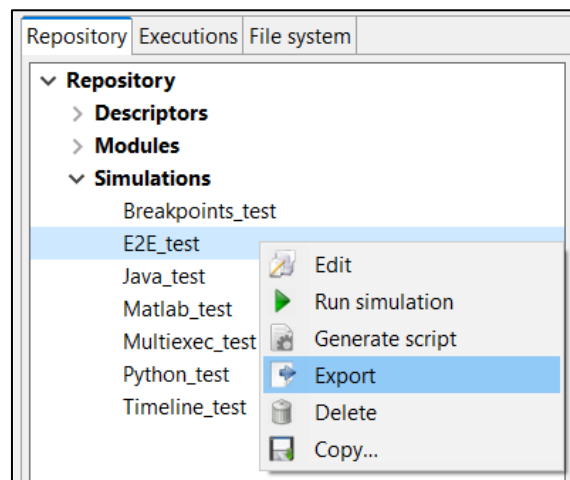 Repository Executions File system
Repository
Descriptors
Modules
Simulations
Breakpoints_test
E2E_test
Java_test
Matlab_test
Multiexec_test
Python_test
Timeline_test
Edit
Run simulation
Generate script
Export
Delete
Copy...